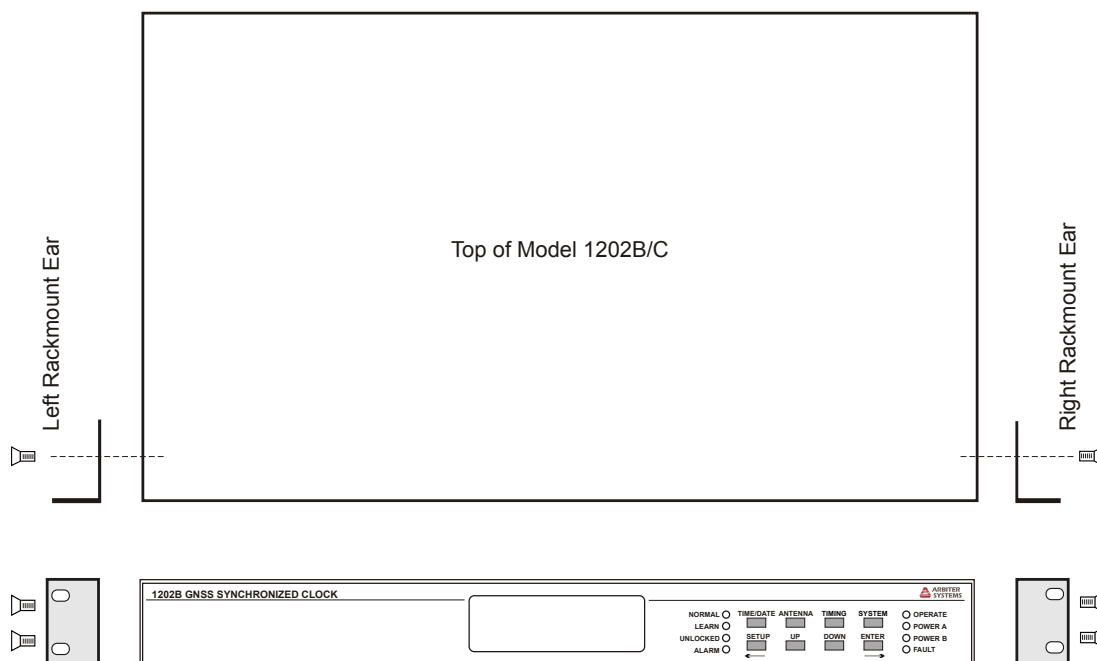 Top of Model 1202B/C
Left Rackmount Ear
Right Rackmount Ear
1202B GNSS SYNCHRONIZED CLOCK
ARBITER
SYSTEMS
NORMAL TIME/DATE ANTENNA TIMING SYSTEM OPERATE
LEARN POWER A
UNLOCKED SETUP UP DOWN ENTER POWER B
ALARM FAULT